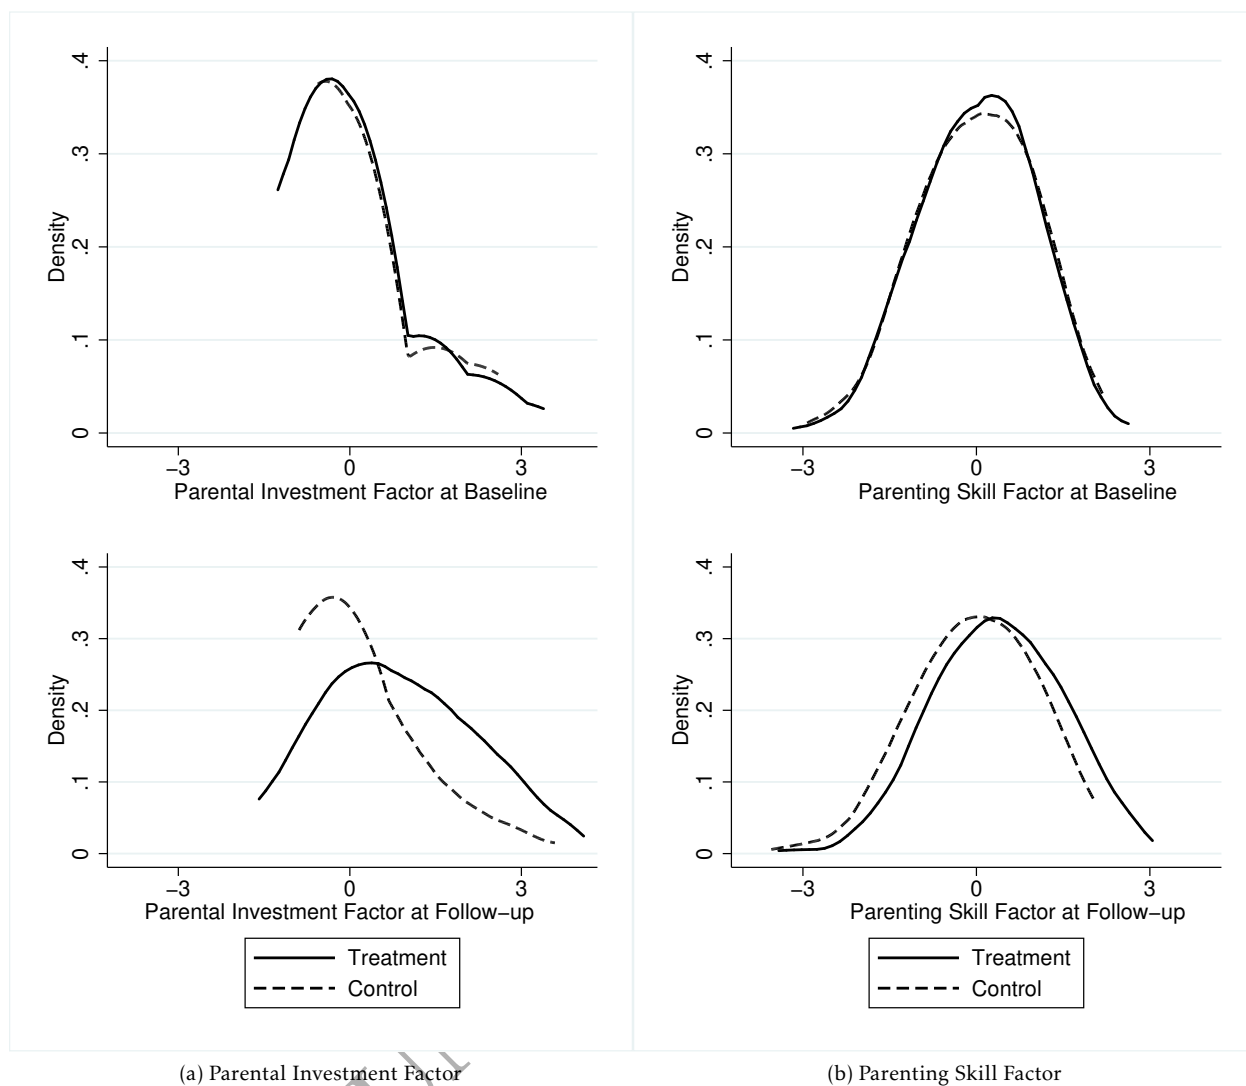 .4
.3
Density
.2
.1
0
−3 0 3
Parental Investment Factor at Baseline
.4
.3
Density
.2
.1
0
−3 0 3
Parenting Skill Factor at Baseline
.4
.3
Density
.2
.1
0
−3 0 3
Parental Investment Factor at Follow−up
Treatment
Control
.4
.3
Density
.2
.1
0
−3 0 3
Parenting Skill Factor at Follow−up
Treatment
Control
(a) Parental Investment Factor
(b) Parenting Skill Factor